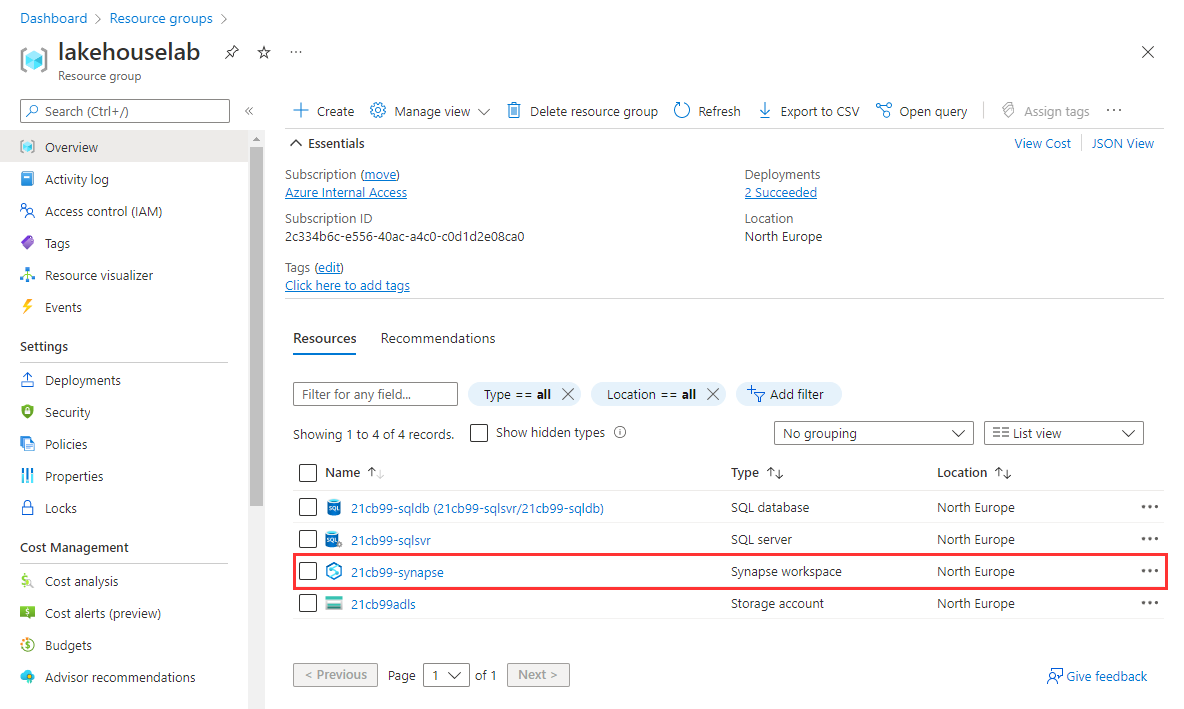 Dashboard > Resource groups >
lakehouselab
Resource group
Search (Ctrl+/)
«
Overview
Activity log
Access control (IAM)
Tags
Resource visualizer
Events
Settings
Deployments
Security
Policies
Properties
Locks
Cost Management
Cost analysis
Cost alerts (preview)
Budgets
Advisor recommendations
Create Manage view Delete resource group Refresh Export to CSV Open query Assign tags ...
Essentials
View Cost JSON View
Subscription (move)
Azure Internal Access
Subscription ID
2c334b6c-e556-40ac-a4c0-c0d1d2e08ca0
Tags (edit)
Click here to add tags
Deployments
2 Succeeded
Location
North Europe
Resources Recommendations
Filter for any field... Type == all Location == all Add filter
Showing 1 to 4 of 4 records. Show hidden types No grouping List view
Name Type Location
21cb99-sqldb (21cb99-sqlsvr/21cb99-sqldb) SQL database North Europe ...
21cb99-sqlsvr SQL server North Europe ...
21cb99-synapse Synapse workspace North Europe ...
21cb99adls Storage account North Europe ...
< Previous Page 1 of 1 Next >
Give feedback